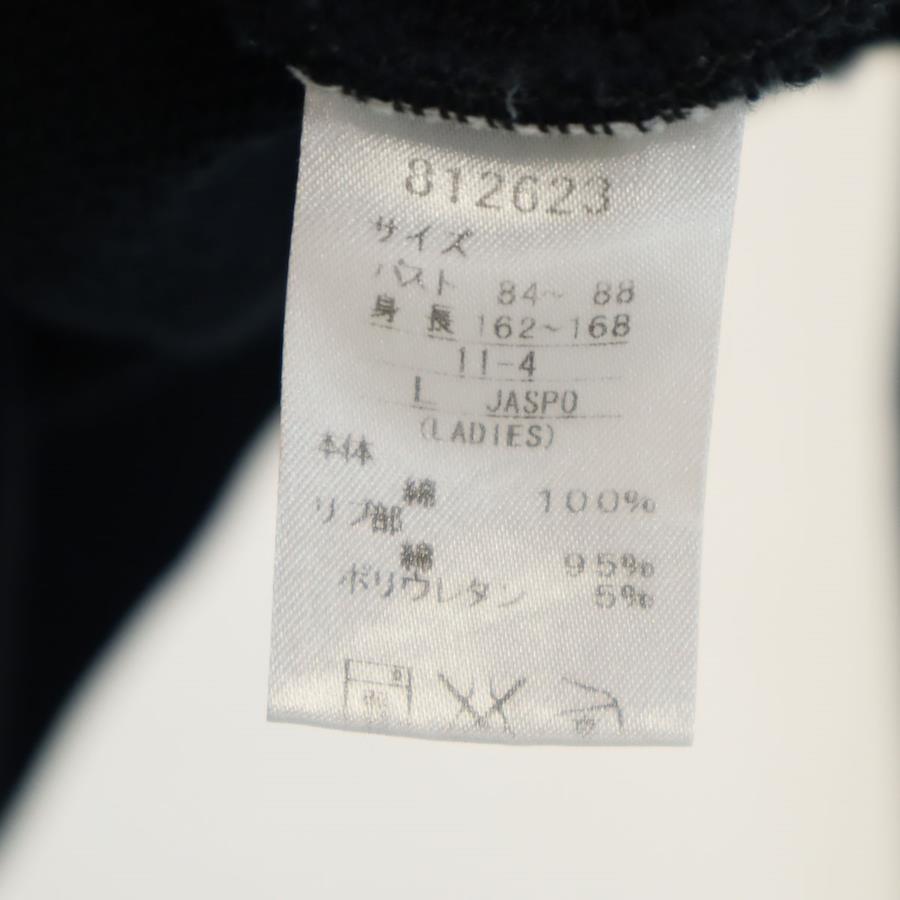 812623
サイズ
バスト 84~ 88
身 長 162~168
11-4
L JASPO
(LADIES)
本体
綿 100%
リブ部
綿 95%
ポリウレタン 5%